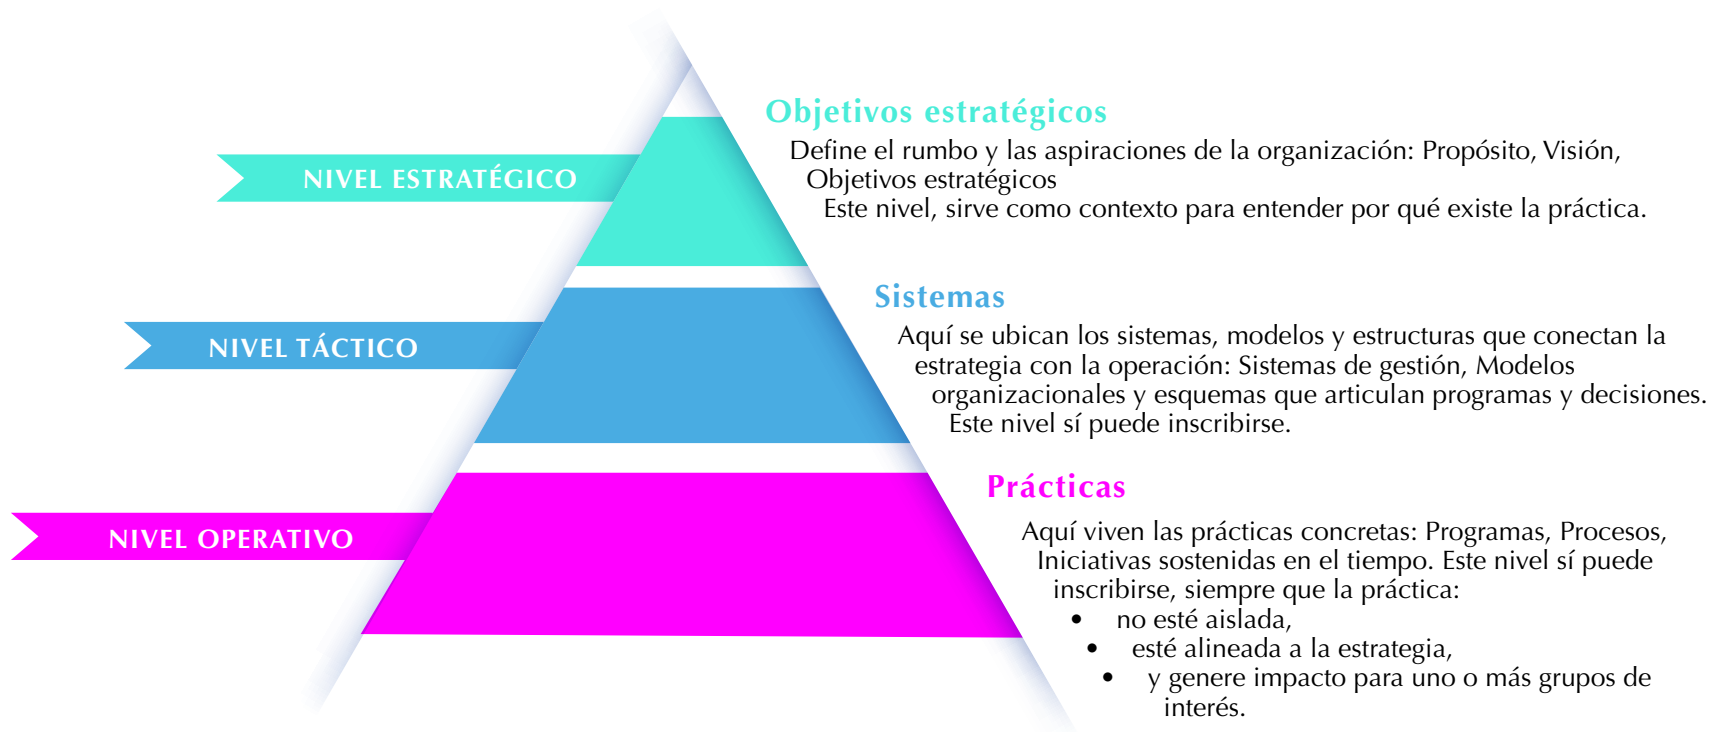 Objetivos estratégicos
Define el rumbo y las aspiraciones de la organización: Propósito, Visión,
Objetivos estratégicos
Este nivel, sirve como contexto para entender por qué existe la práctica.
NIVEL ESTRATÉGICO
Sistemas
Aquí se ubican los sistemas, modelos y estructuras que conectan la
estrategia con la operación: Sistemas de gestión, Modelos
organizacionales y esquemas que articulan programas y decisiones.
Este nivel sí puede inscribirse.
NIVEL TÁCTICO
Prácticas
Aquí viven las prácticas concretas: Programas, Procesos,
Iniciativas sostenidas en el tiempo. Este nivel sí puede
inscribirse, siempre que la práctica:
• no esté aislada,
• esté alineada a la estrategia,
• y genere impacto para uno o más grupos de
interés.
NIVEL OPERATIVO